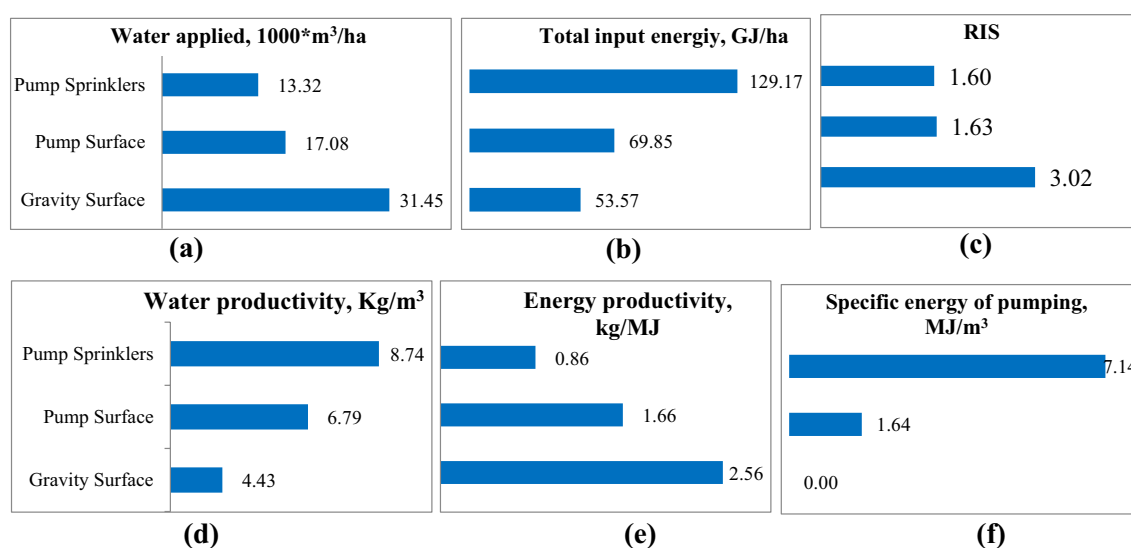 Water applied, 1000*m³/ha
Pump Sprinklers 13.32
Pump Surface 17.08
Gravity Surface 31.45
(a)
Total input energiy, GJ/ha
129.17
69.85
53.57
(b)
RIS
1.60
1.63
3.02
(c)
Water productivity, Kg/m³
Pump Sprinklers 8.74
Pump Surface 6.79
Gravity Surface 4.43
(d)
Energy productivity,
kg/MJ
0.86
1.66
2.56
(e)
Specific energy of pumping,
MJ/m³
7.14
1.64
0.00
(f)